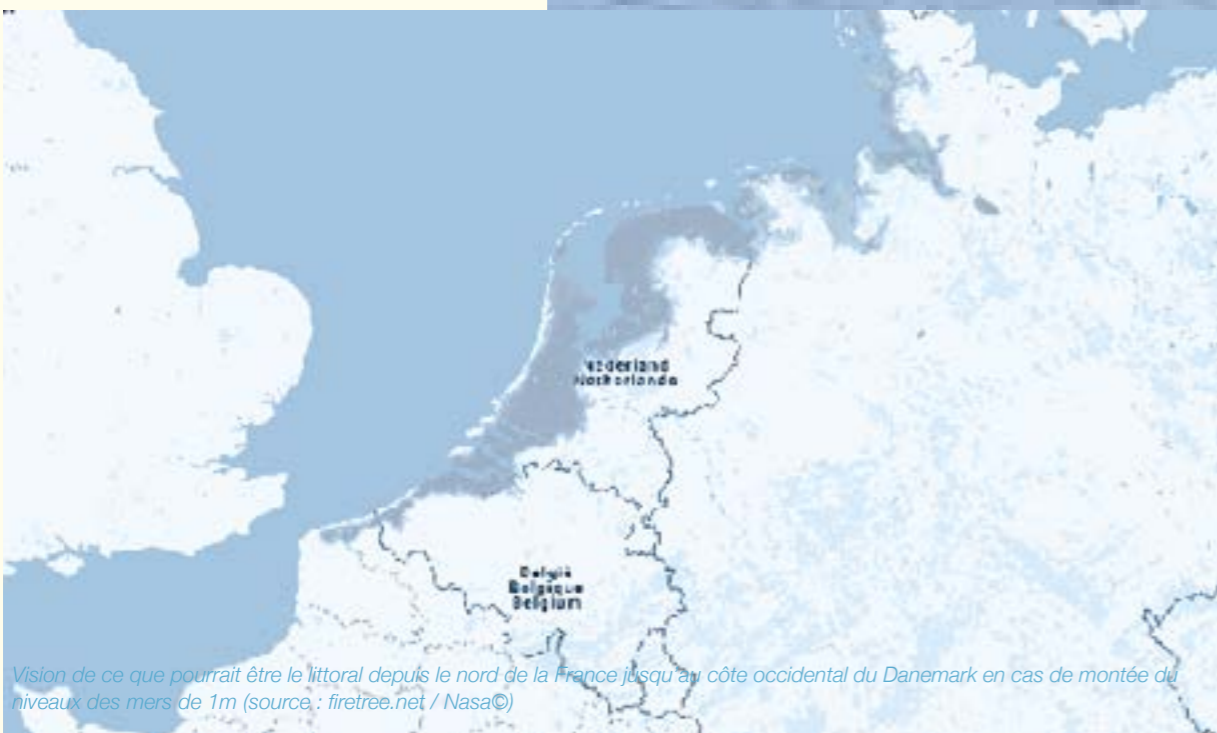 Nederland
Netherlands
België
Belgique
Belgium
Vision de ce que pourrait être le littoral depuis le nord de la France jusqu'au côte occidental du Danemark en cas de montée du
niveaux des mers de 1m (source : firetree.net / Nasa©)